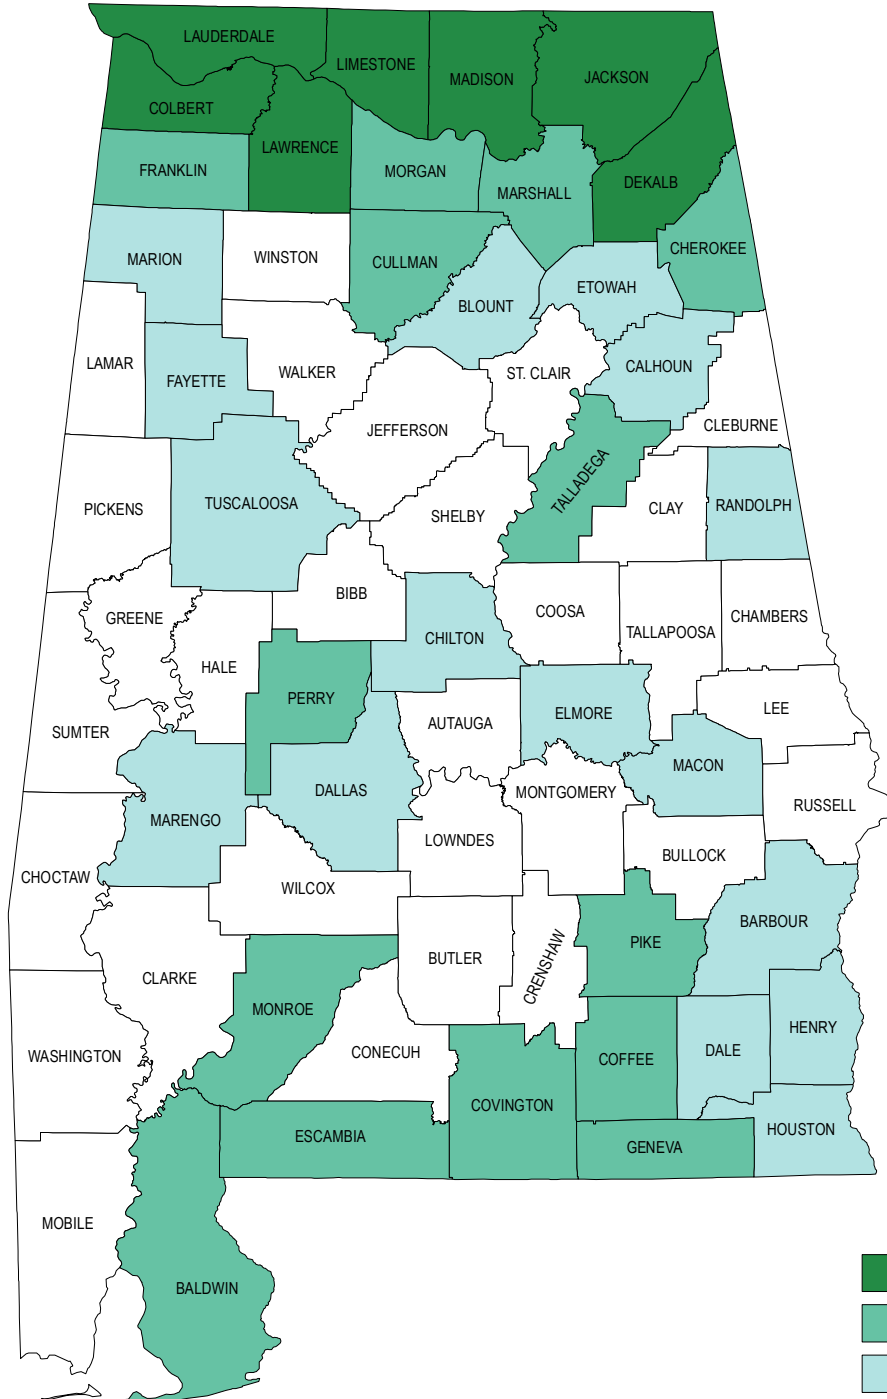 LAUDERDALE
LIMESTONE
MADISON
JACKSON
COLBERT
LAWRENCE
FRANKLIN
MORGAN
MARSHALL
DEKALB
CHEROKEE
MARION
WINSTON
CULLMAN
BLOUNT
ETOWAH
LAMAR
FAYETTE
WALKER
ST. CLAIR
CALHOUN
JEFFERSON
CLEBURNE
PICKENS
TUSCALOOSA
SHELBY
TALLADEGA
CLAY
RANDOLPH
GREENE
BIBB
COOSA
TALLAPOOSA
CHAMBERS
HALE
CHILTON
PERRY
SUMTER
AUTAUGA
ELMORE
LEE
MARENGO
DALLAS
MONTGOMERY
MACON
RUSSELL
LOWNDES
BULLOCK
CHOCTAW
WILCOX
BARBOUR
CLARKE
BUTLER
CRENSHAW
PIKE
MONROE
WASHINGTON
CONECUH
COFFEE
DALE
HENRY
COVINGTON
ESCAMBIA
GENEVA
HOUSTON
MOBILE
BALDWIN